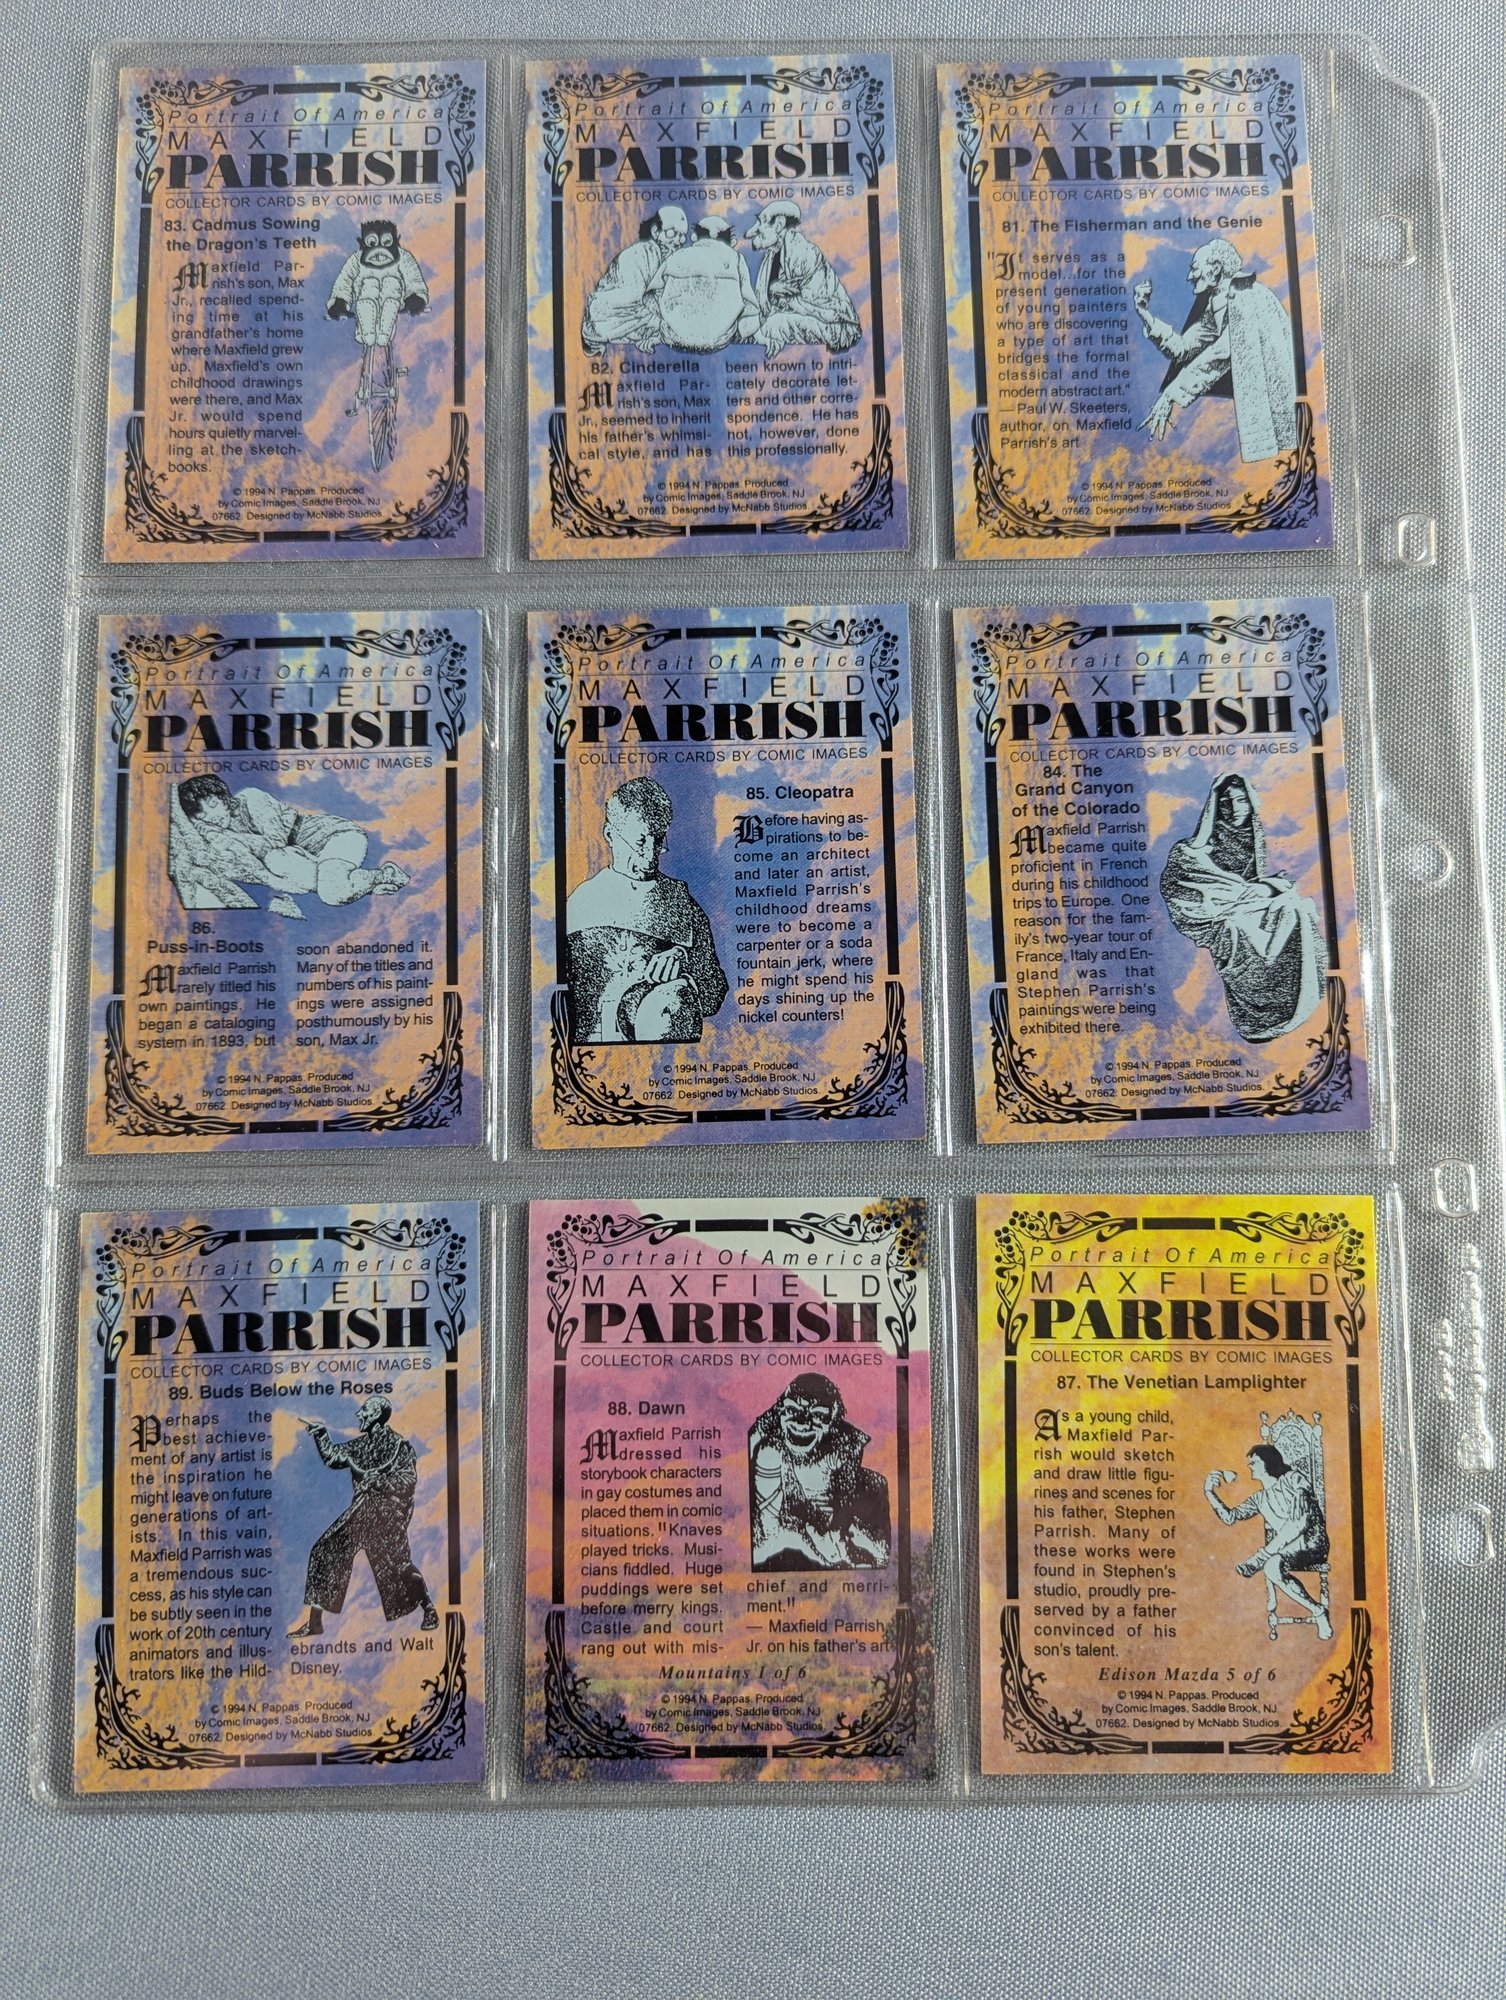 Portrait Of America
MAXFIELD
PARRISH
COLLECTOR CARDS BY COMIC IMAGES
83. Cadmus Sowing
the Dragon's Teeth
Maxfield Par-
rish's son, Max
Jr., recalled spend-
ing time at his
grandfather's home
where Maxfield grew
up. Maxfield's own
childhood drawings
were there, and Max
Jr. would spend
hours quietly marvel-
ling at the sketch-
books.
© 1994 N. Pappas. Produced
by Comic Images, Saddle Brook, NJ
07662. Designed by McNabb Studios.
Portrait Of America
MAXFIELD
PARRISH
COLLECTOR CARDS BY COMIC IMAGES
82. Cinderella
Maxfield Par-
rish's son, Max
Jr., seemed to inherit
his father's whimsi-
cal style, and has
been known to intri-
cately decorate let-
ters and other corre-
spondence. He has
not, however, done
this professionally.
© 1994 N. Pappas. Produced
by Comic Images, Saddle Brook, NJ
07662. Designed by McNabb Studios.
Portrait Of America
MAXFIELD
PARRISH
COLLECTOR CARDS BY COMIC IMAGES
81. The Fisherman and the Genie
"It serves as a
model...for the
present generation
of young painters
who are discovering
a type of art that
bridges the formal
classical and the
modern abstract art."
— Paul W. Skeeters,
author, on Maxfield
Parrish's art
© 1994 N. Pappas. Produced
by Comic Images, Saddle Brook, NJ
07662. Designed by McNabb Studios.
Portrait Of America
MAXFIELD
PARRISH
COLLECTOR CARDS BY COMIC IMAGES
86.
Puss-in-Boots
Maxfield Parrish
rarely titled his
own paintings. He
began a cataloging
system in 1893, but
soon abandoned it.
Many of the titles and
numbers of his paint-
ings were assigned
posthumously by his
son, Max Jr.
© 1994 N. Pappas. Produced
by Comic Images, Saddle Brook, NJ
07662. Designed by McNabb Studios.
Portrait Of America
MAXFIELD
PARRISH
COLLECTOR CARDS BY COMIC IMAGES
85. Cleopatra
Before having as-
pirations to be-
come an architect
and later an artist,
Maxfield Parrish's
childhood dreams
were to become a
carpenter or a soda
fountain jerk, where
he might spend his
days shining up the
nickel counters!
© 1994 N. Pappas. Produced
by Comic Images, Saddle Brook, NJ
07662. Designed by McNabb Studios.
Portrait Of America
MAXFIELD
PARRISH
COLLECTOR CARDS BY COMIC IMAGES
84. The
Grand Canyon
of the Colorado
Maxfield Parrish
became quite
proficient in French
during his childhood
trips to Europe. One
reason for the fam-
ily's two-year tour of
France, Italy and En-
gland was that
Stephen Parrish's
paintings were being
exhibited there.
© 1994 N. Pappas. Produced
by Comic Images, Saddle Brook, NJ
07662. Designed by McNabb Studios.
Portrait Of America
MAXFIELD
PARRISH
COLLECTOR CARDS BY COMIC IMAGES
89. Buds Below the Roses
Perhaps the
best achieve-
ment of any artist is
the inspiration he
might leave on future
generations of art-
ists. In this vain,
Maxfield Parrish was
a tremendous suc-
cess, as his style can
be subtly seen in the
work of 20th century
animators and illus-
trators like the Hild-
ebrandts and Walt
Disney.
© 1994 N. Pappas. Produced
by Comic Images, Saddle Brook, NJ
07662. Designed by McNabb Studios.
Portrait Of America
MAXFIELD
PARRISH
COLLECTOR CARDS BY COMIC IMAGES
88. Dawn
Maxfield Parrish
dressed his
storybook characters
in gay costumes and
placed them in comic
situations. "Knaves
played tricks. Musi-
cians fiddled. Huge
puddings were set
before merry kings.
Castle and court
rang out with mis-
chief and merri-
ment."
— Maxfield Parrish,
Jr. on his father's art
Mountains 1 of 6
© 1994 N. Pappas. Produced
by Comic Images, Saddle Brook, NJ
07662. Designed by McNabb Studios.
Portrait Of America
MAXFIELD
PARRISH
COLLECTOR CARDS BY COMIC IMAGES
87. The Venetian Lamplighter
As a young child,
Maxfield Par-
rish would sketch
and draw little figu-
rines and scenes for
his father, Stephen
Parrish. Many of
these works were
found in Stephen's
studio, proudly pre-
served by a father
convinced of his
son's talent.
Edison Mazda 5 of 6
© 1994 N. Pappas. Produced
by Comic Images, Saddle Brook, NJ
07662. Designed by McNabb Studios.